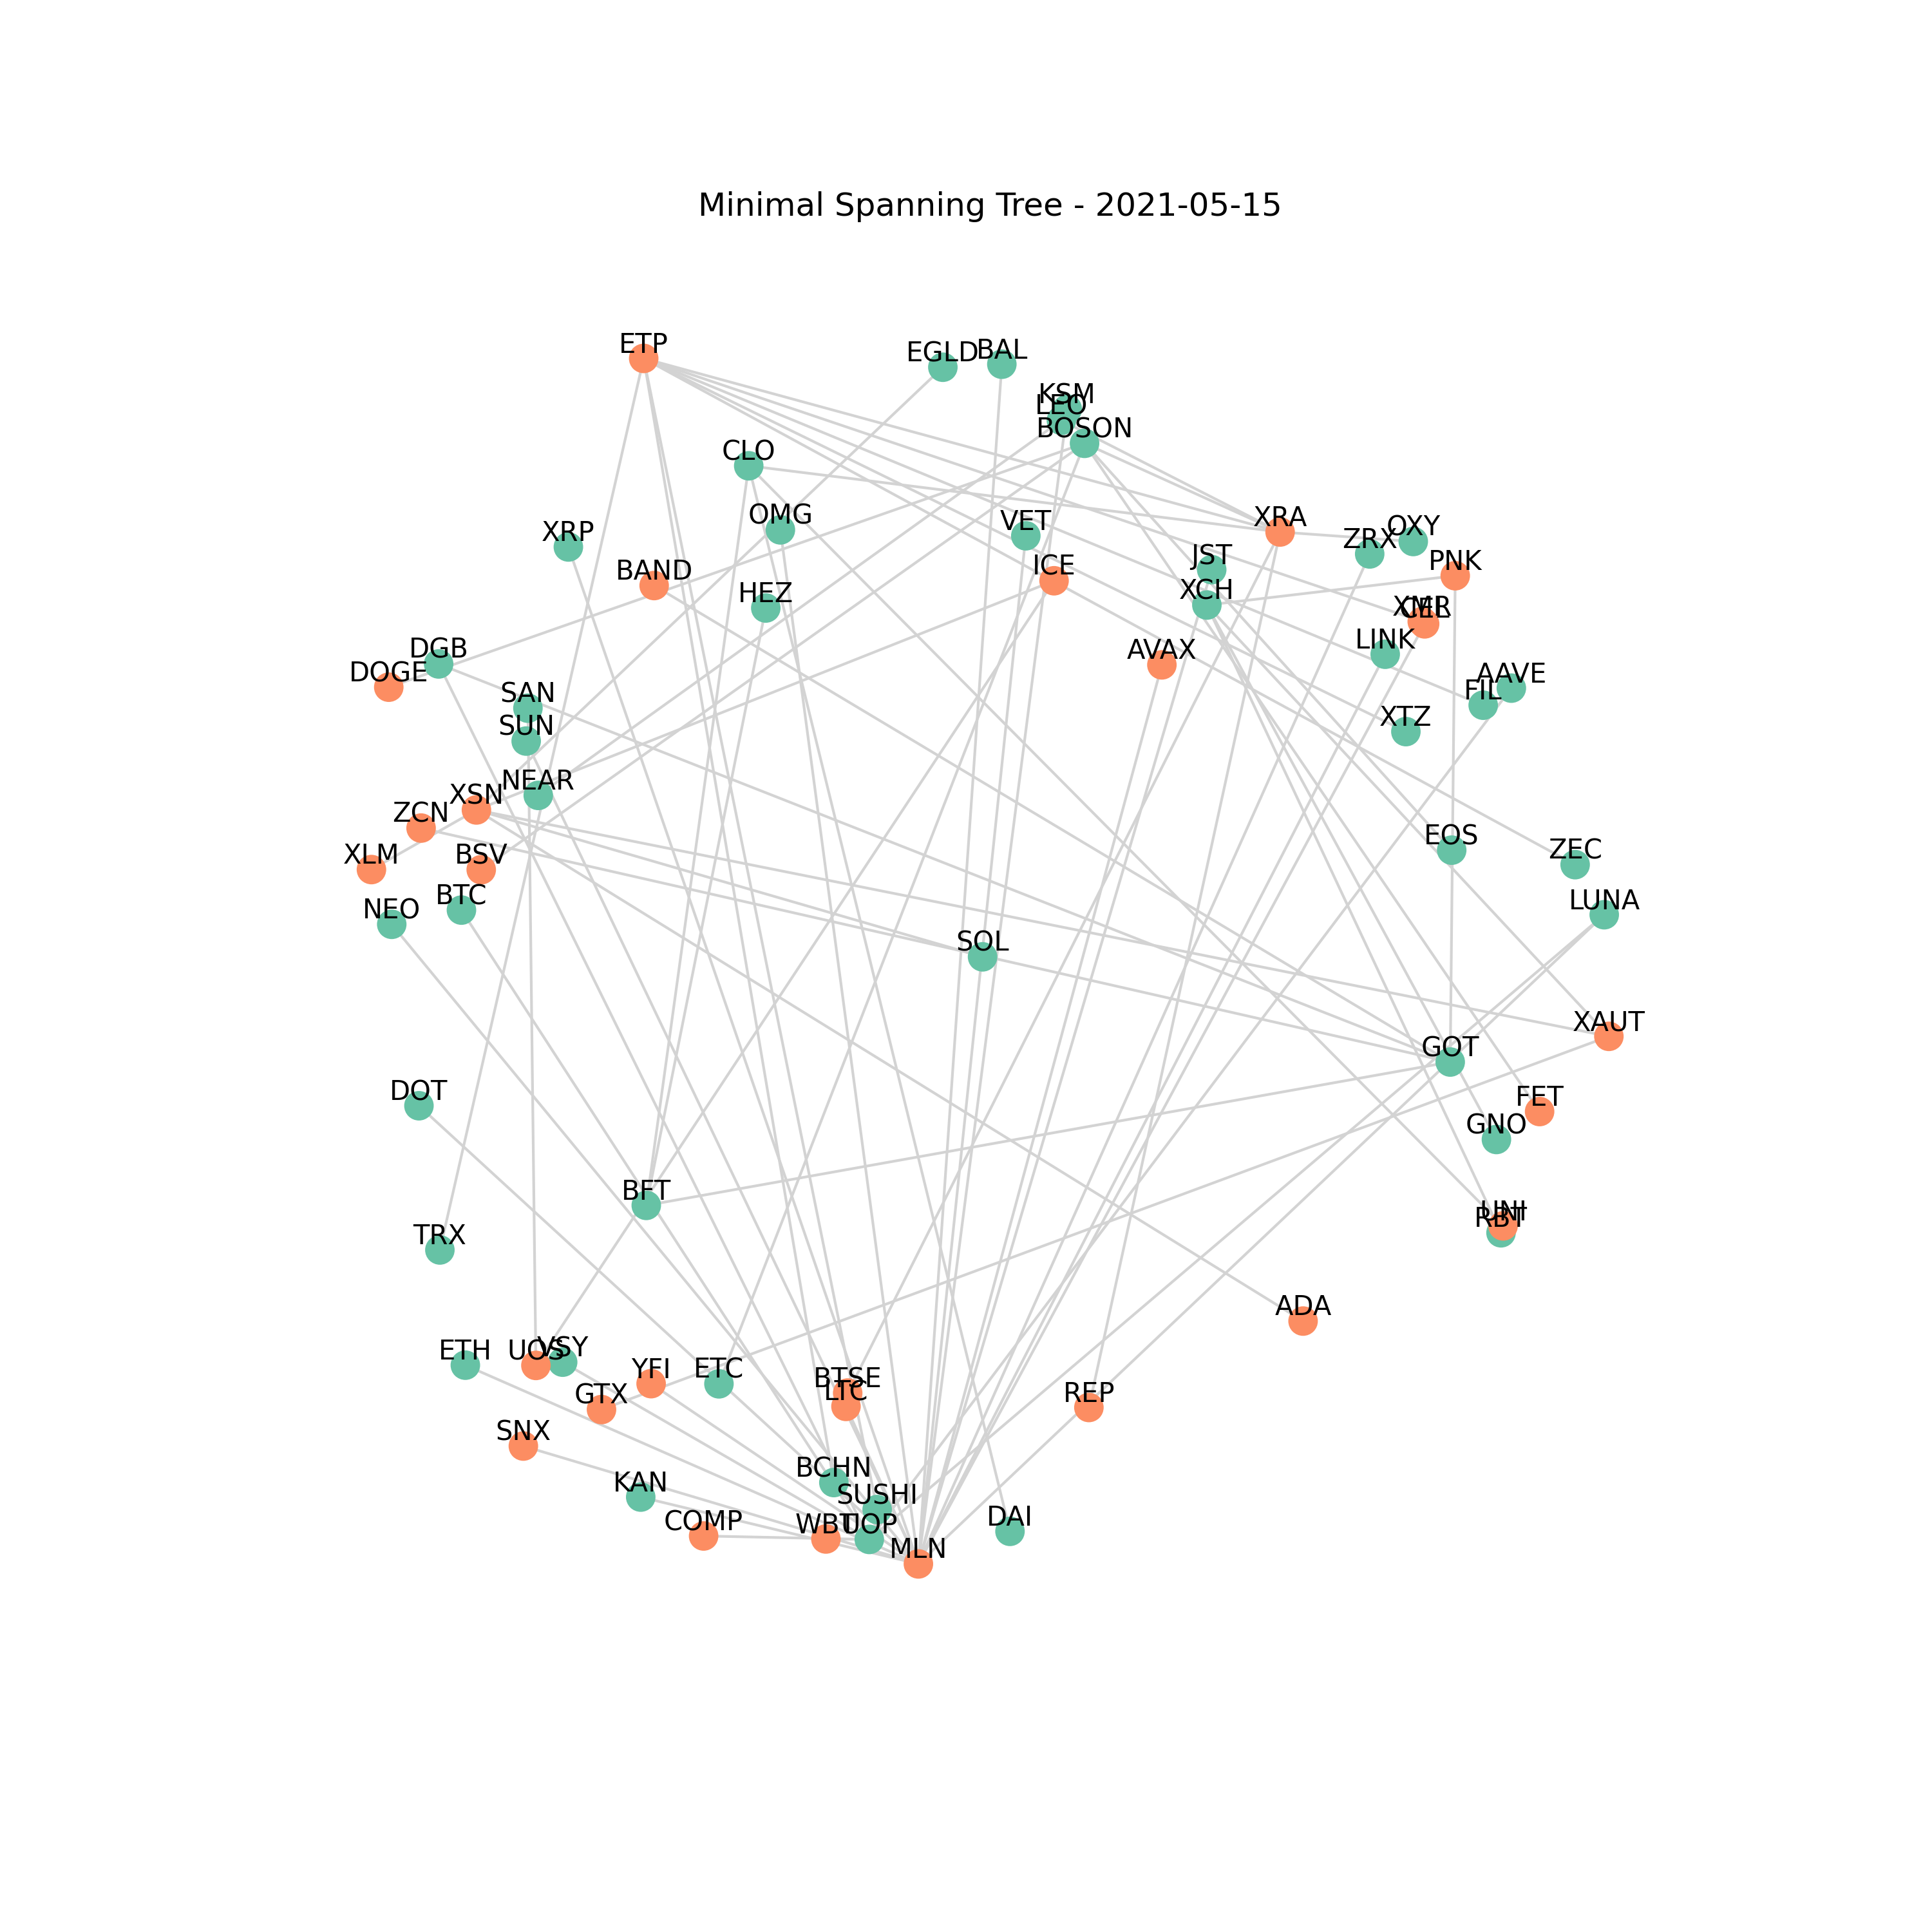 Minimal Spanning Tree - 2021-05-15
ETP
EGLD
BAL
KSM
LEO
BOSON
CLO
OMG
VET
XRA
OXY
XRP
ZRX
JST
PNK
ICE
BAND
HEZ
XCH
XMR
CEL
LINK
DGB
AVAX
DOGE
AAVE
SAN
FIL
XTZ
SUN
NEAR
XSN
ZCN
EOS
XLM
BSV
ZEC
BTC
LUNA
NEO
SOL
XAUT
GOT
DOT
FET
GNO
BFT
UNI
RBT
TRX
ADA
ETH
UOS
VSY
YFI
ETC
BTSE
LTC
REP
GTX
SNX
BCHN
KAN
SUSHI
COMP
WBT
UOP
DAI
MLN